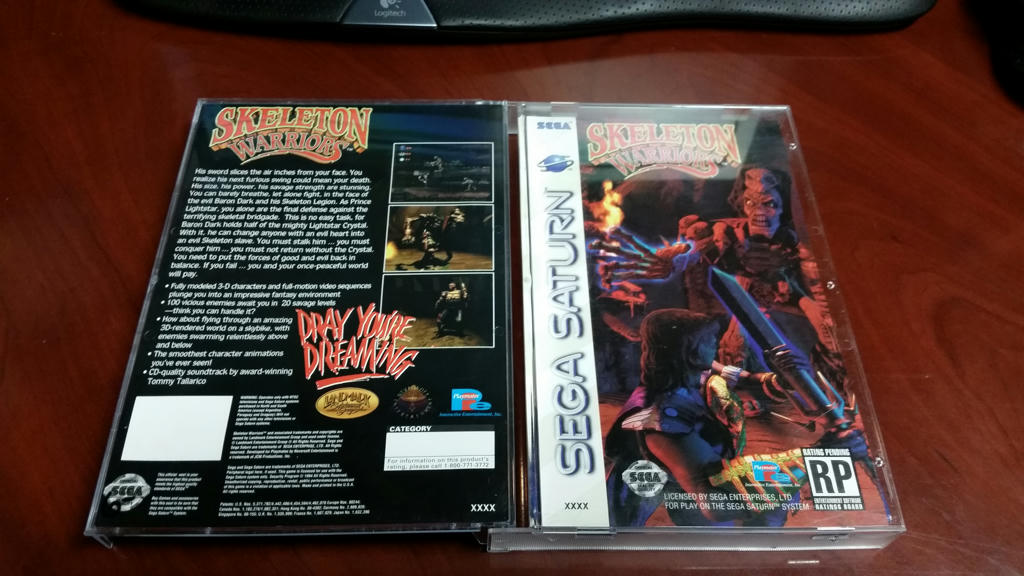 Logitech
SKELETON
WARRIORS
His sword slices the air inches from your face. You
realize his next furious swing could mean your death.
His size, his power, his savage strength are stunning.
You can barely breathe, let alone fight, in the face of
the evil Baron Dark and his Skeleton Legion. As Prince
Lightstar, you alone are the final defense against the
terrifying skeletal bridgade. This is no easy task, for
Baron Dark holds half of the mighty Lightstar Crystal.
With it, he can change anyone with an evil heart into
an evil Skeleton slave. You must stalk him ... you must
conquer him ... you must not return without the Crystal.
You need to put the forces of good and evil back in
balance. If you fail ... you and your once-peaceful world
will pay.
• Fully modeled 3-D characters and full-motion video sequences
plunge you into an impressive fantasy environment
• 100 vicious enemies await you in 20 savage levels
—think you can handle it?
• How about flying through an amazing
3D-rendered world on a skybike, with
enemies swarming relentlessly above
and below
• The smoothest character animations
you've ever seen!
• CD-quality soundtrack by award-winning
Tommy Tallarico
PRAY YOU'RE
DREAMING
LANDMARK
Playmates
Interactive Entertainment, Inc.
CATEGORY
For information on this product's
rating, please call 1-800-771-3772
SEGA
XXXX
SEGA
SEGA SATURN
XXXX
SKELETON
WARRIORS
SEGA
Playmates
Interactive Entertainment, Inc.
RATING PENDING
RP
ENTERTAINMENT SOFTWARE
RATINGS BOARD
LICENSED BY SEGA ENTERPRISES, LTD.
FOR PLAY ON THE SEGA SATURN™ SYSTEM